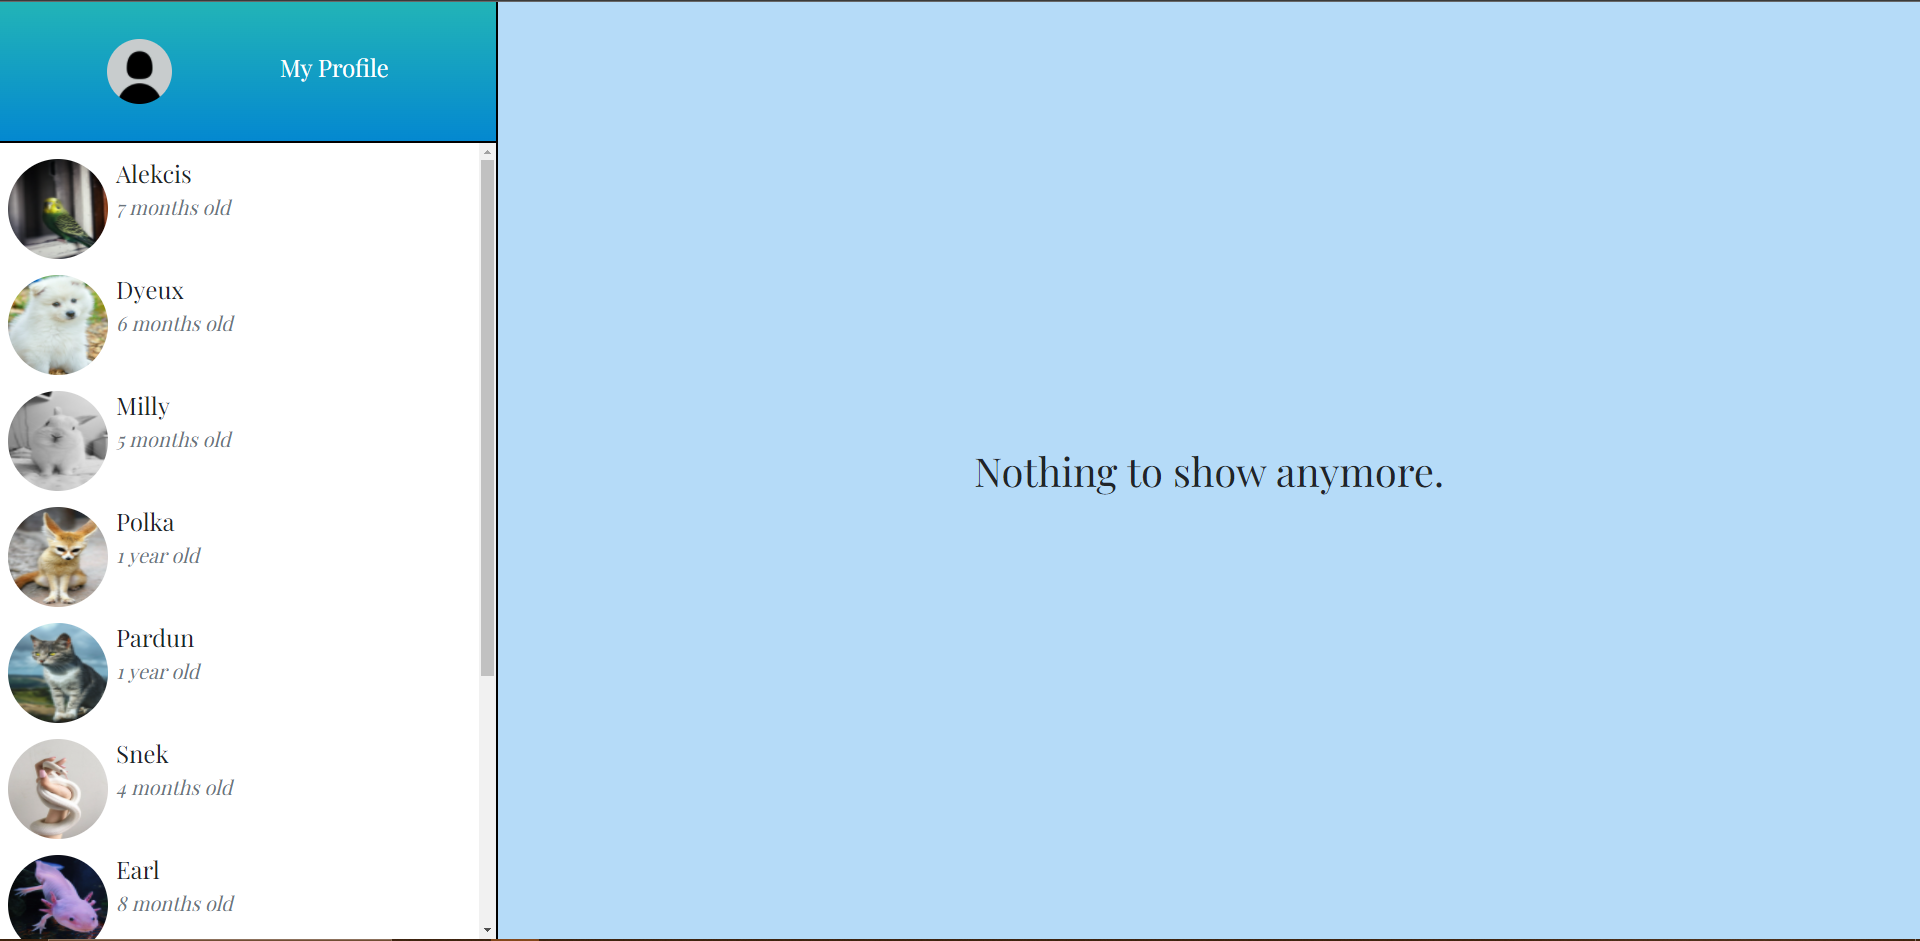 My Profile
Alekcis
7 months old
Dyeux
6 months old
Milly
5 months old
Polka
1 year old
Pardun
1 year old
Snek
4 months old
Earl
8 months old
Nothing to show anymore.